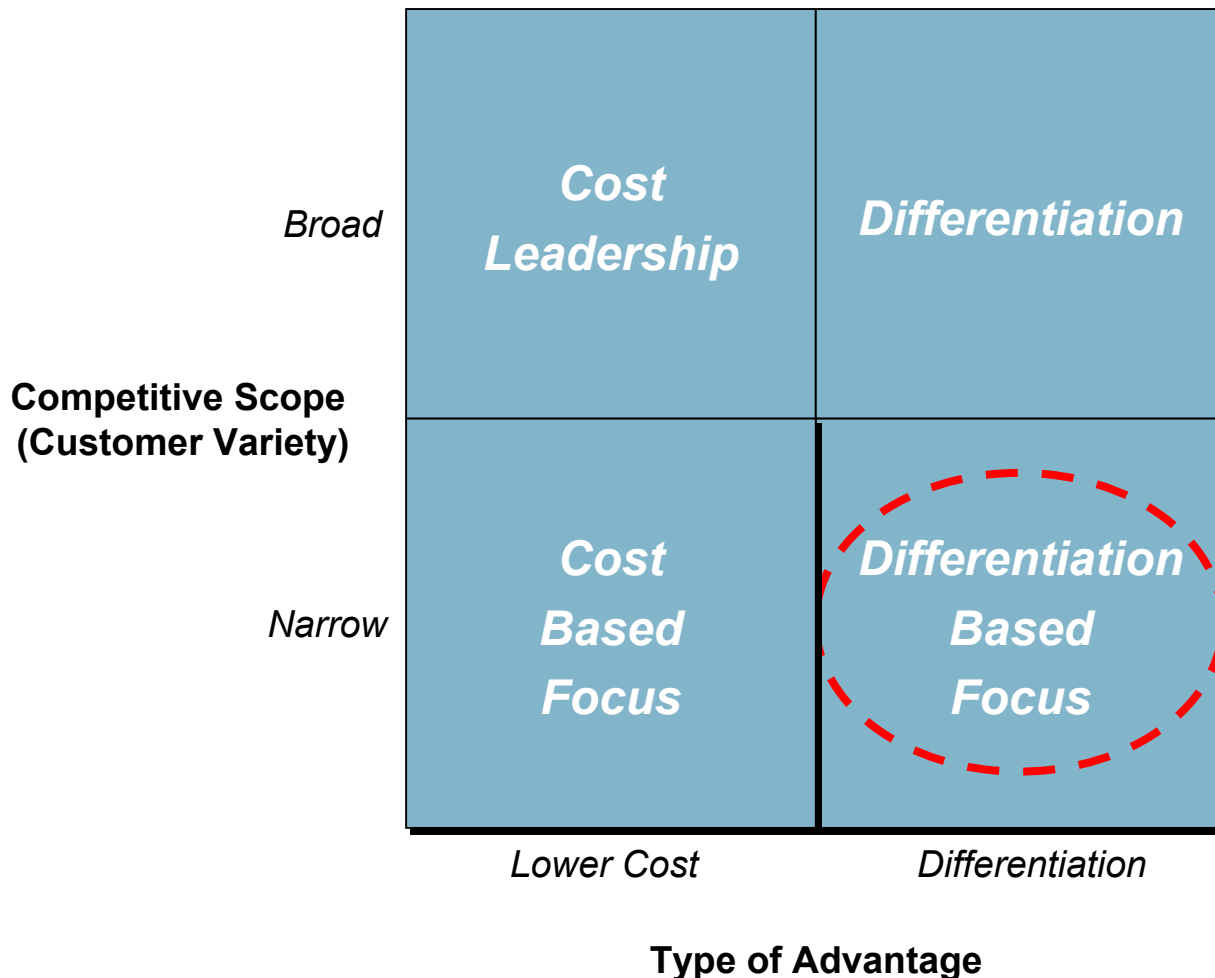 Cost
Leadership
Differentiation
Broad
Competitive Scope
(Customer Variety)
Cost
Based
Focus
Differentiation
Based
Focus
Narrow
Lower Cost
Differentiation
Type of Advantage